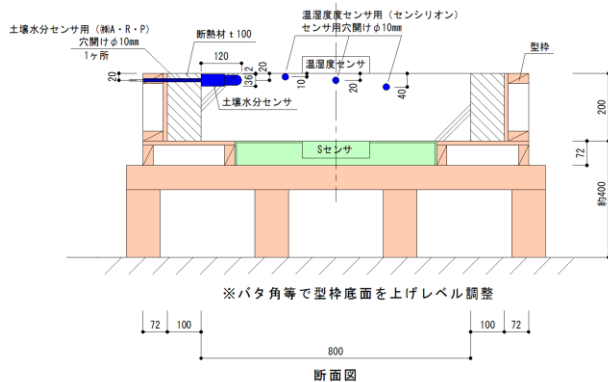 土壌水分センサ用（㈱A・R・P）
穴開けφ10mm
1ヶ所
断熱材ｔ100
温湿度度センサ用（センシリオン）
センサ用穴開けφ10mm
型枠
温湿度センサ
120
2
20
20
36
10
20
40
土壌水分センサ
200
Sセンサ
72
約400
※バタ角等で型枠底面を上げレベル調整
72
100
100
72
800
断面図